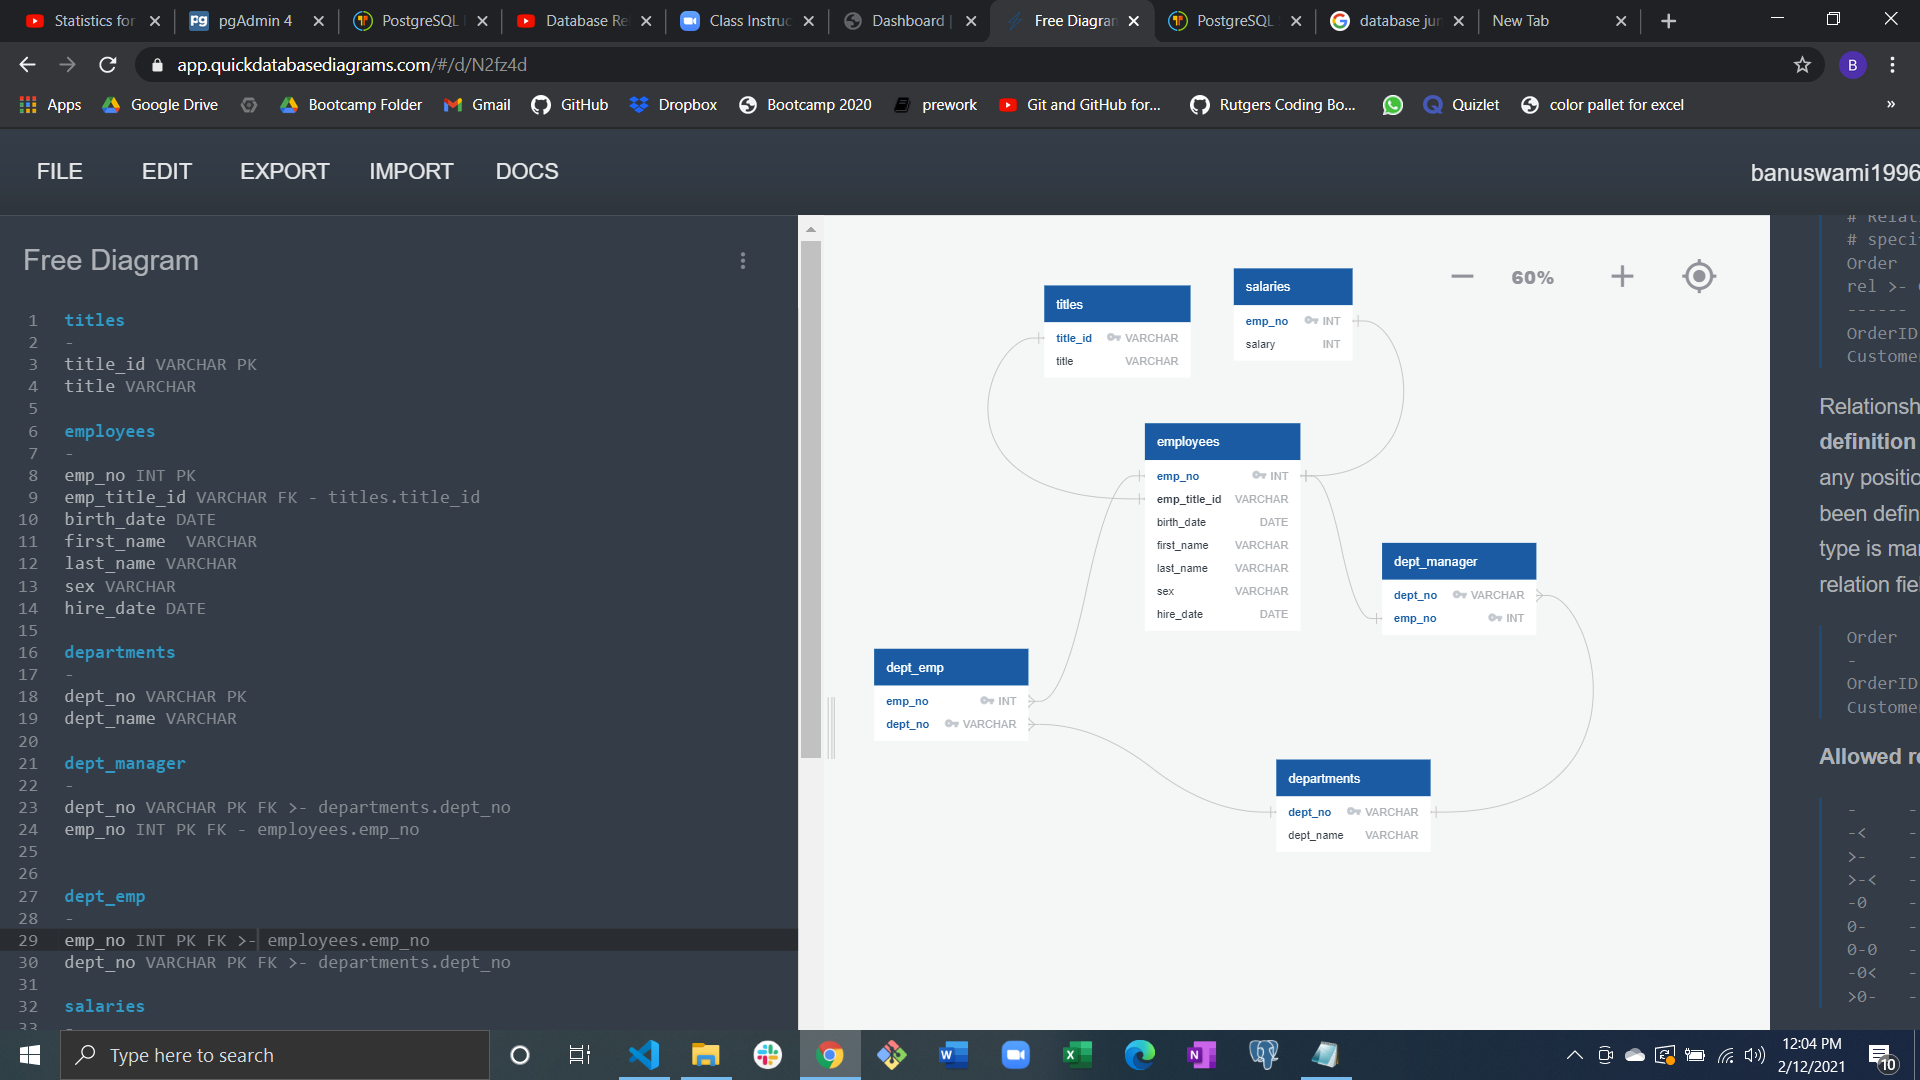 Statistics for
pgAdmin 4
PostgreSQL
Database Re
Class Instruc
Dashboard |
Free Diagram
PostgreSQL
database jun
New Tab
app.quickdatabasediagrams.com/#/d/N2fz4d
B
Apps
Google Drive
Bootcamp Folder
Gmail
GitHub
Dropbox
Bootcamp 2020
prework
Git and GitHub for...
Rutgers Coding Bo...
Quizlet
color pallet for excel
»
FILE
EDIT
EXPORT
IMPORT
DOCS
banuswami1996
Free Diagram
1 titles
2 -
3 title_id VARCHAR PK
4 title VARCHAR
5
6 employees
7 -
8 emp_no INT PK
9 emp_title_id VARCHAR FK - titles.title_id
10 birth_date DATE
11 first_name  VARCHAR
12 last_name VARCHAR
13 sex VARCHAR
14 hire_date DATE
15
16 departments
17 -
18 dept_no VARCHAR PK
19 dept_name VARCHAR
20
21 dept_manager
22 -
23 dept_no VARCHAR PK FK >- departments.dept_no
24 emp_no INT PK FK - employees.emp_no
25
26
27 dept_emp
28 -
29 emp_no INT PK FK >- employees.emp_no
30 dept_no VARCHAR PK FK >- departments.dept_no
31
32 salaries
33 -
60%
titles
title_id VARCHAR
title VARCHAR
salaries
emp_no INT
salary INT
employees
emp_no INT
emp_title_id VARCHAR
birth_date DATE
first_name VARCHAR
last_name VARCHAR
sex VARCHAR
hire_date DATE
dept_manager
dept_no VARCHAR
emp_no INT
dept_emp
emp_no INT
dept_no VARCHAR
departments
dept_no VARCHAR
dept_name VARCHAR
# Relat
# speci
Order
rel >-
------
OrderID
Custome
Relationsh
definition
any positio
been defin
type is ma
relation fie
Order
-
OrderID
Custome
Allowed re
- -
-< -
>- -
>-< -
-0 -
0- -
0-0 -
-0< -
>0- -
Type here to search
12:04 PM
2/12/2021
10